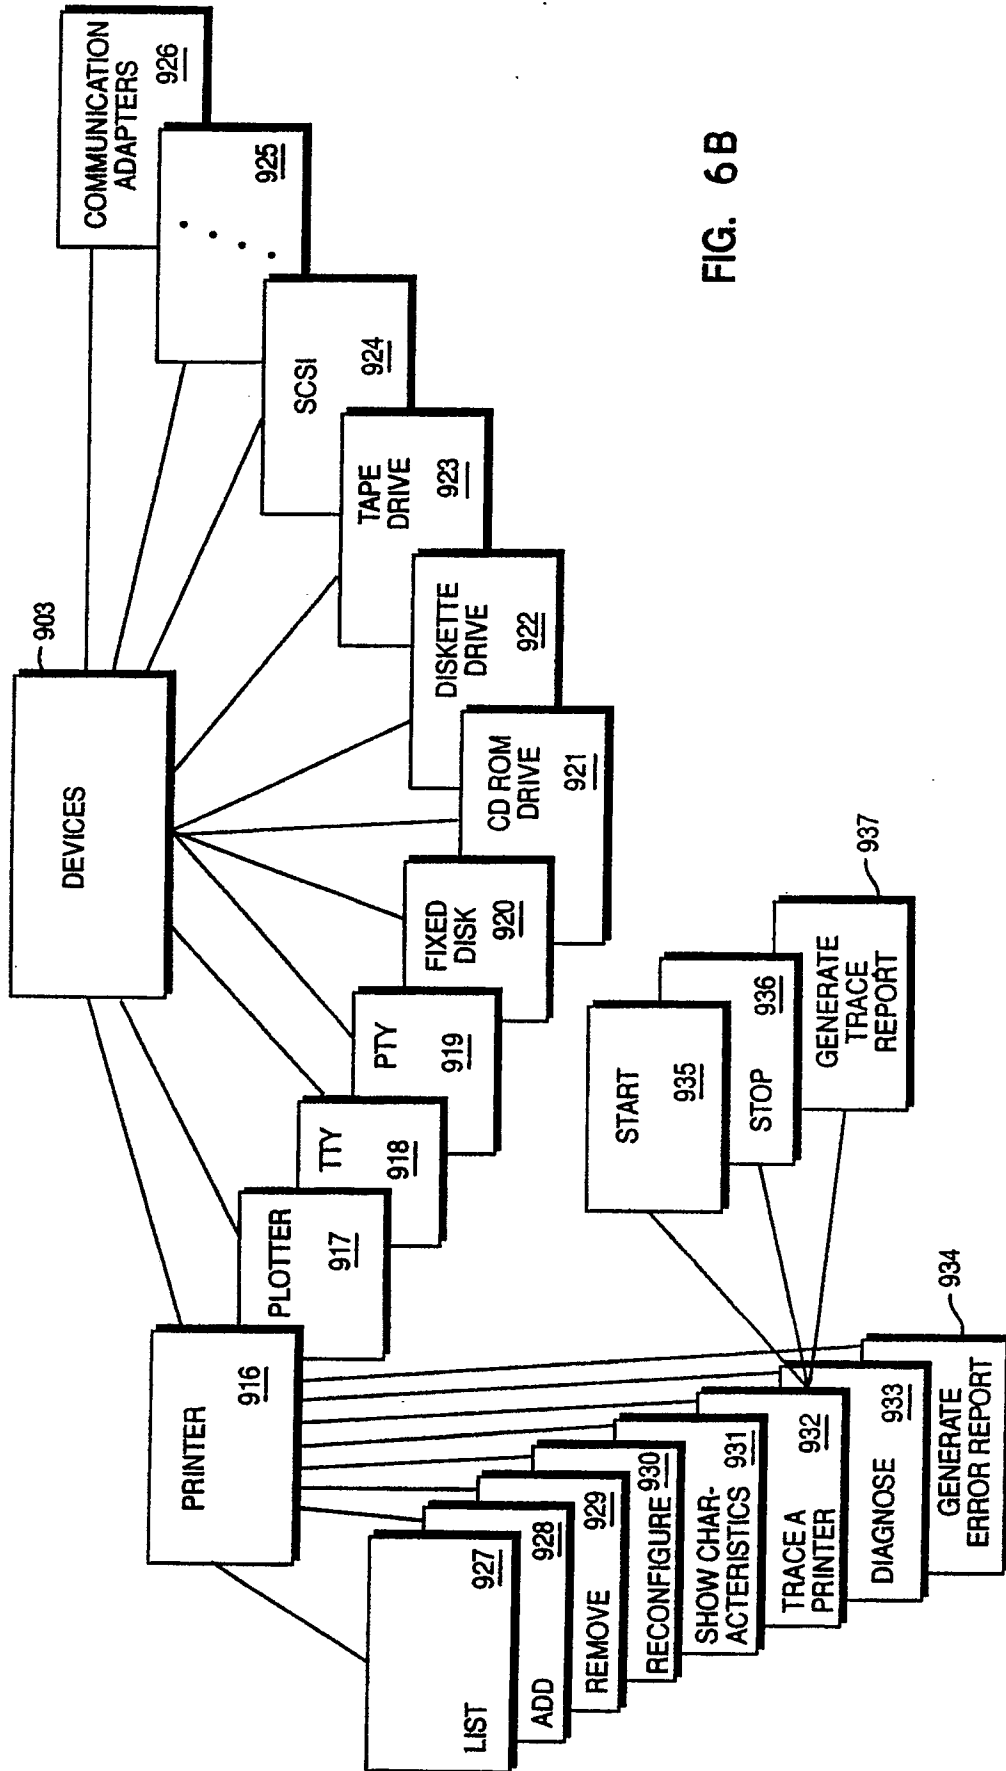 903
DEVICES
PRINTER
916
PLOTTER
917
TTY
918
PTY
919
FIXED
DISK
920
CD ROM
DRIVE
921
DISKETTE
DRIVE
922
TAPE
DRIVE
923
SCSI
924
925
COMMUNICATION
ADAPTERS
926
LIST
927
ADD
928
REMOVE
929
RECONFIGURE
930
SHOW CHAR-
ACTERISTICS
931
TRACE A
PRINTER
932
DIAGNOSE
933
GENERATE
ERROR REPORT
934
START
935
STOP
936
GENERATE
TRACE
REPORT
937
FIG. 6B